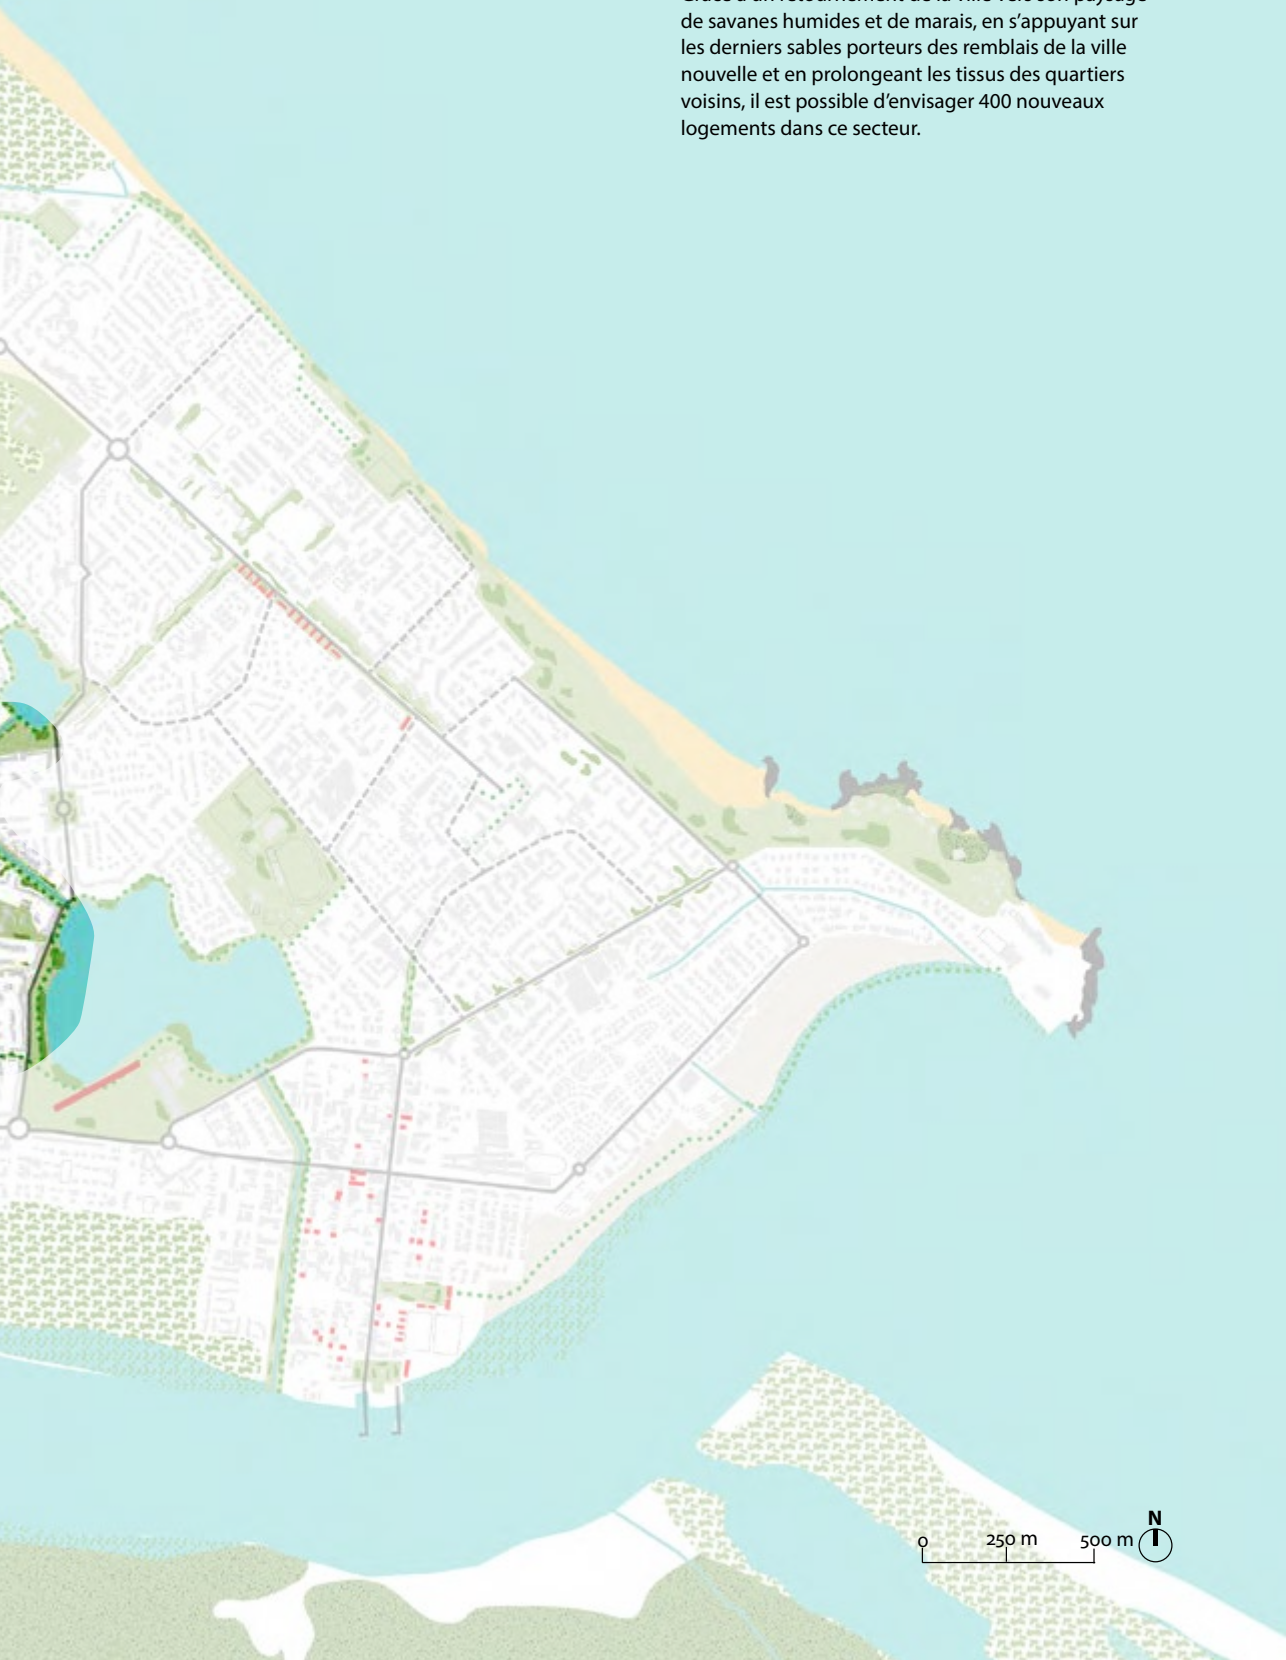 de savanes humides et de marais, en s’appuyant sur
les derniers sables porteurs des remblais de la ville
nouvelle et en prolongeant les tissus des quartiers
voisins, il est possible d’envisager 400 nouveaux
logements dans ce secteur.
N
0 250 m 500 m